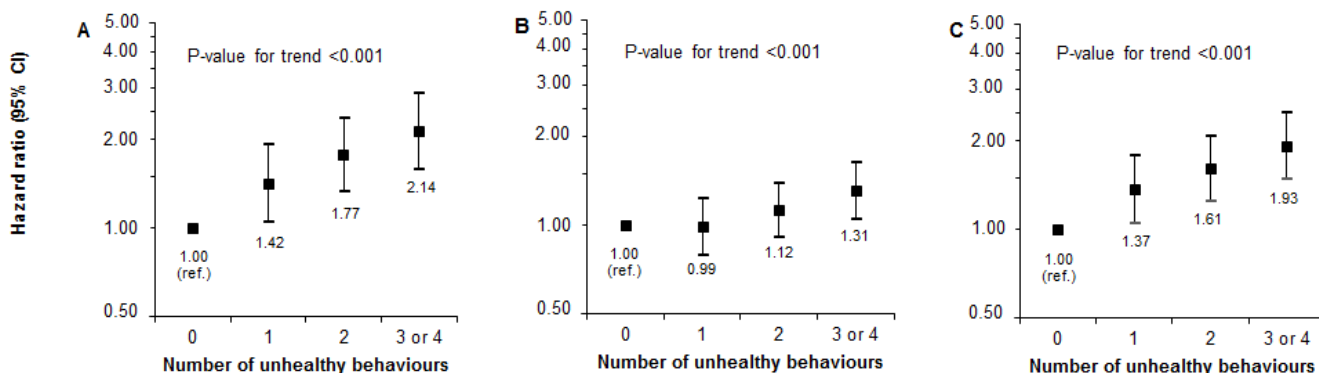 Hazard ratio (95% CI)
A
P-value for trend <0.001
5.00
4.00
3.00
2.00
1.00
0.50
1.00
(ref.)
1.42
1.77
2.14
0
1
2
3 or 4
Number of unhealthy behaviours
B
P-value for trend <0.001
5.00
4.00
3.00
2.00
1.00
0.50
1.00
(ref.)
0.99
1.12
1.31
0
1
2
3 or 4
Number of unhealthy behaviours
C
P-value for trend <0.001
5.00
4.00
3.00
2.00
1.00
0.50
1.00
(ref.)
1.37
1.61
1.93
0
1
2
3 or 4
Number of unhealthy behaviours